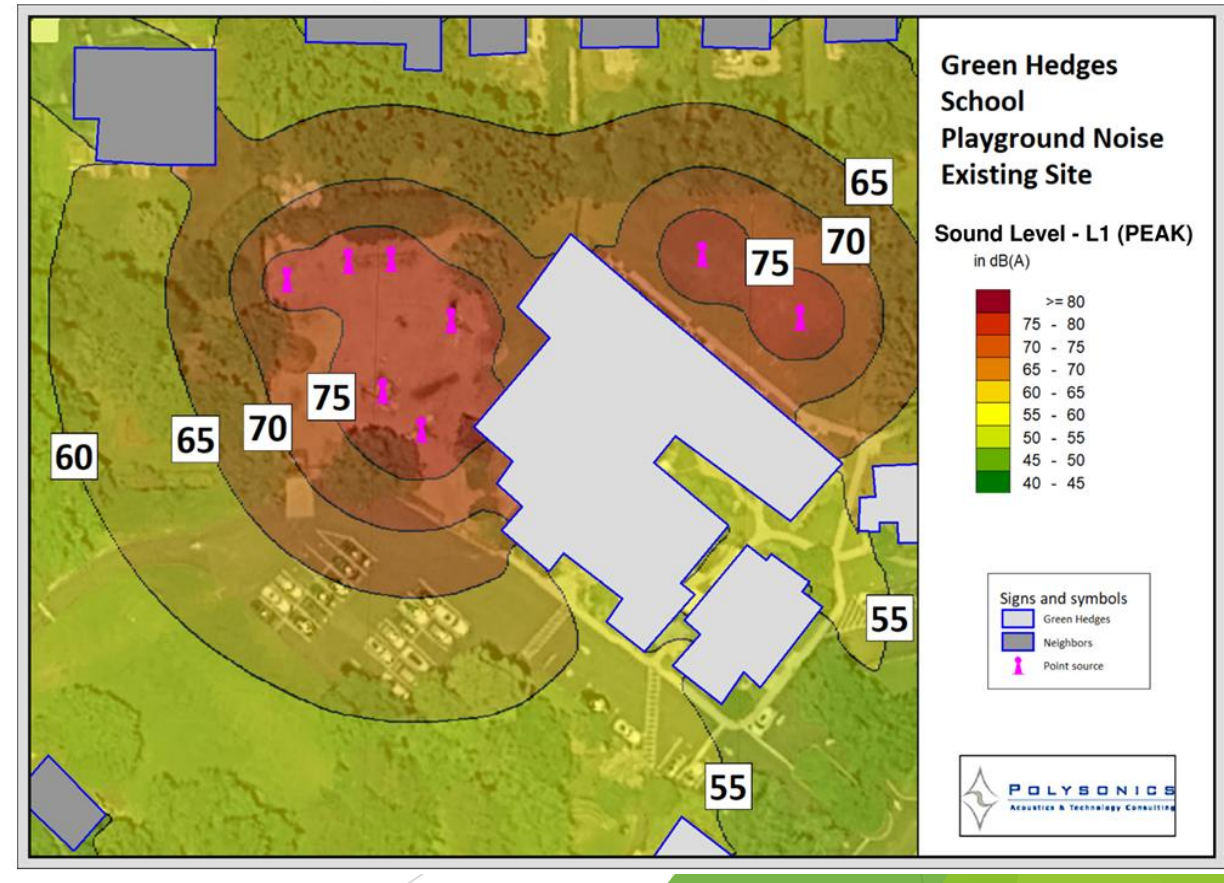 Green Hedges
School
Playground Noise
Existing Site
Sound Level - L1 (PEAK)
in dB(A)
>= 80
75 - 80
70 - 75
65 - 70
60 - 65
55 - 60
50 - 55
45 - 50
40 - 45
Signs and symbols
Green Hedges
Neighbors
Point source
POLYSONICS
Acoustics & Technology Consulting
65
70
75
75
70
65
60
55
55